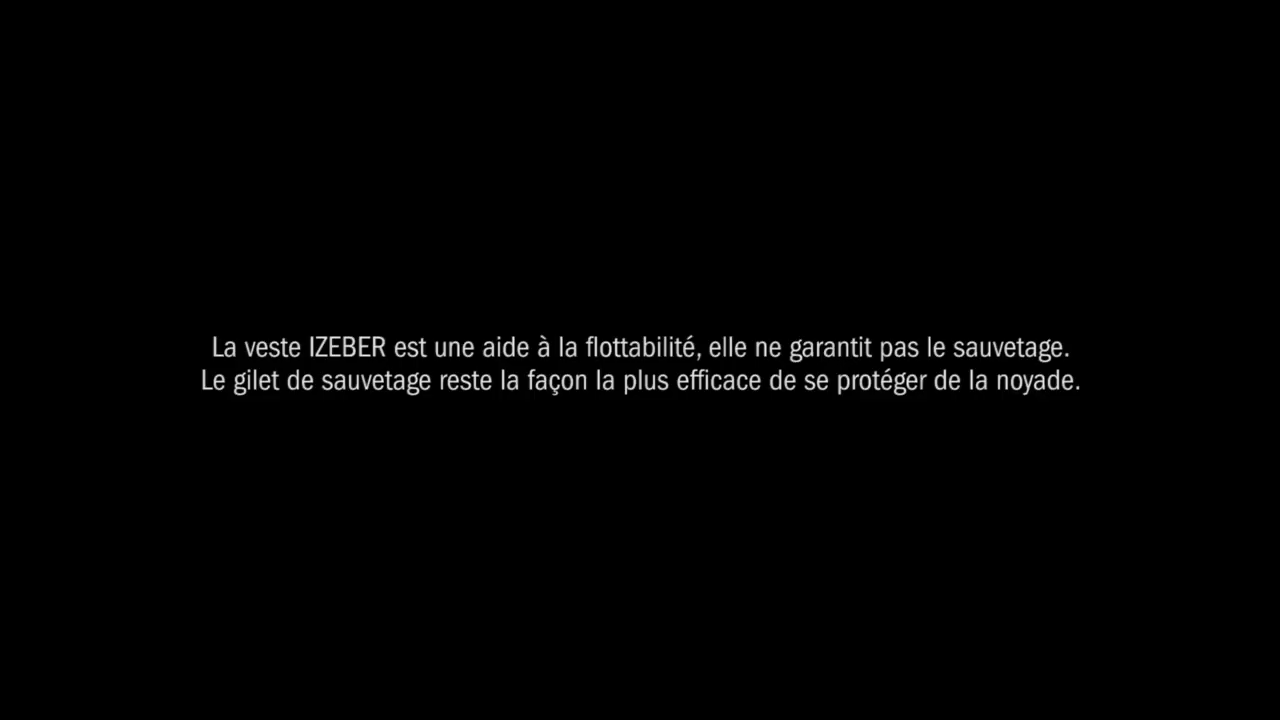 La veste IZEBER est une aide à la flottabilité, elle ne garantit pas le sauvetage.
Le gilet de sauvetage reste la façon la plus efficace de se protéger de la noyade.